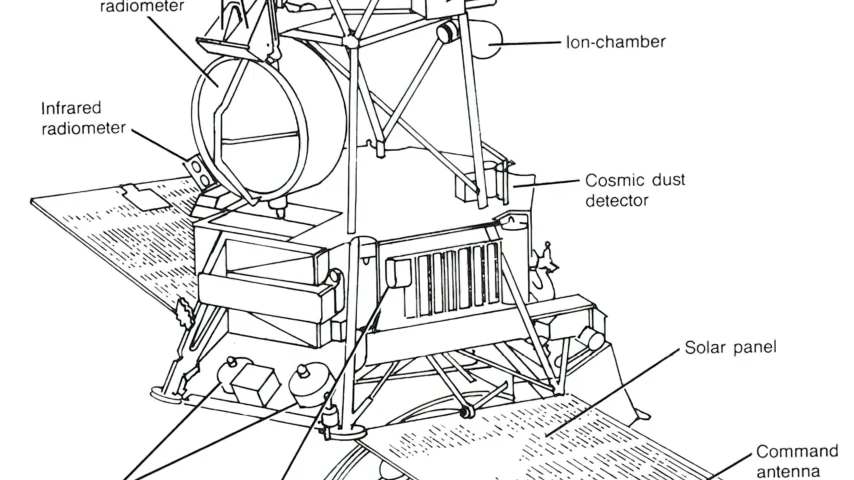 radiometer
Ion-chamber
Infrared
radiometer
Cosmic dust
detector
Solar panel
Command
antenna